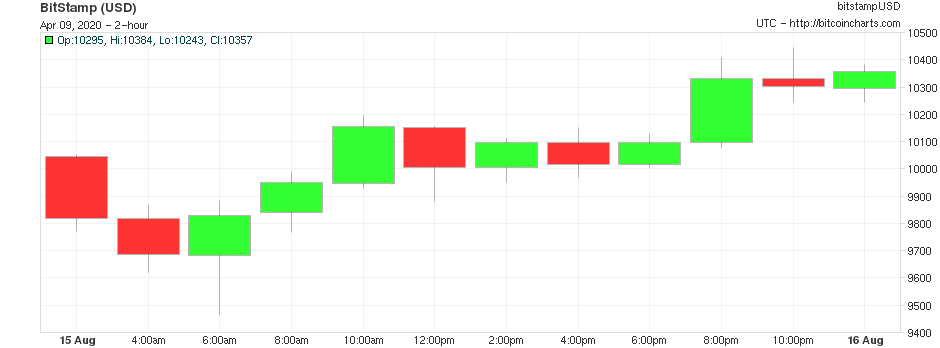 BitStamp (USD)
bitstampUSD
Apr 09, 2020 - 2-hour
UTC - http://bitcoincharts.com
Op:10295, Hi:10384, Lo:10243, Cl:10357
10500
10400
10300
10200
10100
10000
9900
9800
9700
9600
9500
9400
15 Aug 4:00am 6:00am 8:00am 10:00am 12:00pm 2:00pm 4:00pm 6:00pm 8:00pm 10:00pm 16 Aug